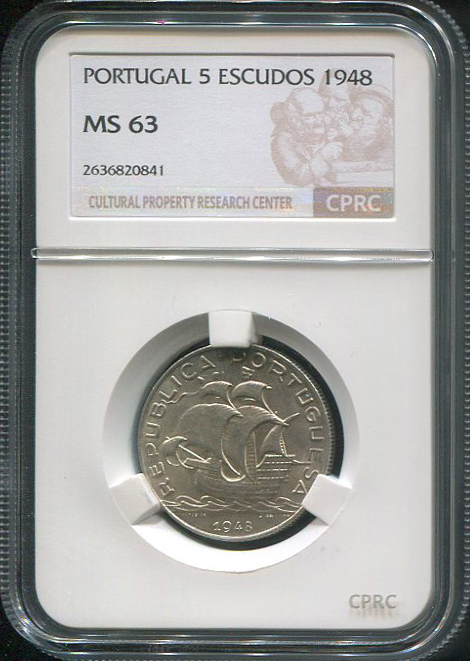 PORTUGAL 5 ESCUDOS 1948
MS 63
2636820841
CULTURAL PROPERTY RESEARCH CENTER
CPRC
REPUBLICA PORTUGUESA
1948
CPRC